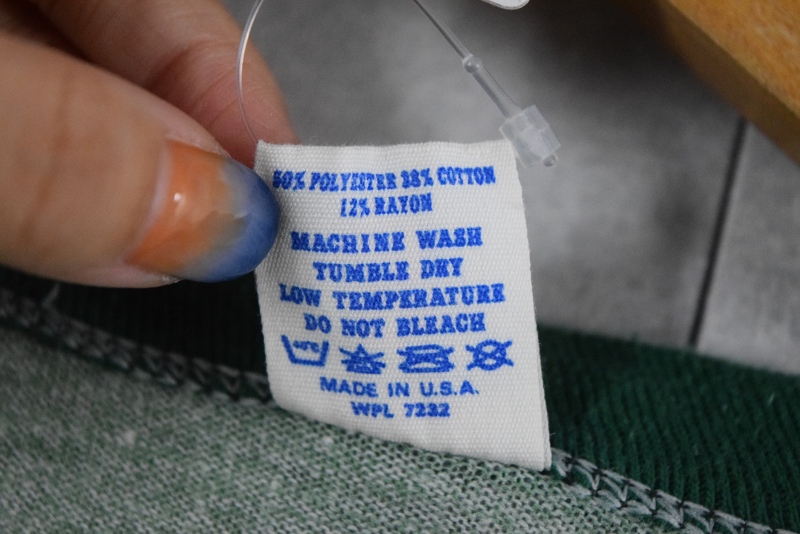 50% POLYESTER 38% COTTON
12% RAYON
MACHINE WASH
TUMBLE DRY
LOW TEMPERATURE
DO NOT BLEACH
40°C
MADE IN U.S.A.
WPL 7232